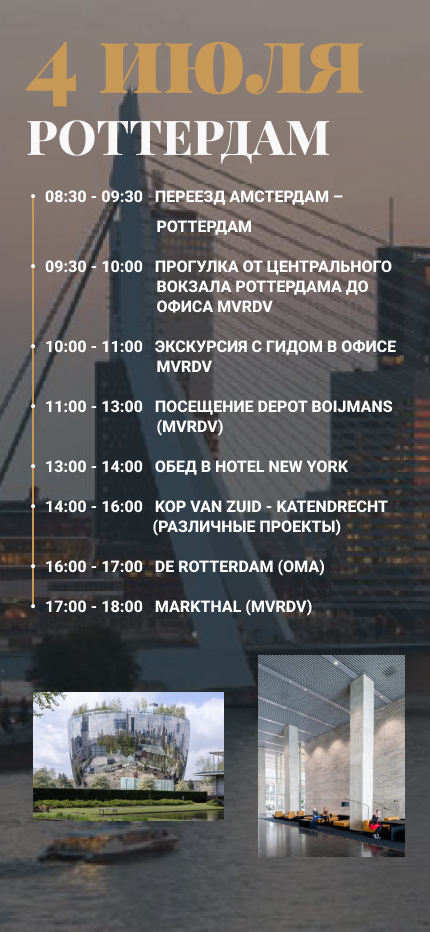 4 ИЮЛЯ
РОТТЕРДАМ
08:30 - 09:30 ПЕРЕЕЗД АМСТЕРДАМ –
РОТТЕРДАМ
09:30 - 10:00 ПРОГУЛКА ОТ ЦЕНТРАЛЬНОГО
ВОКЗАЛА РОТТЕРДАМА ДО
ОФИСА MVRDV
10:00 - 11:00 ЭКСКУРСИЯ С ГИДОМ В ОФИСЕ
MVRDV
11:00 - 13:00 ПОСЕЩЕНИЕ DEPOT BOIJMANS
(MVRDV)
13:00 - 14:00 ОБЕД В HOTEL NEW YORK
14:00 - 16:00 KOP VAN ZUID - KATENDRECHT
(РАЗЛИЧНЫЕ ПРОЕКТЫ)
16:00 - 17:00 DE ROTTERDAM (OMA)
17:00 - 18:00 MARKTHAL (MVRDV)